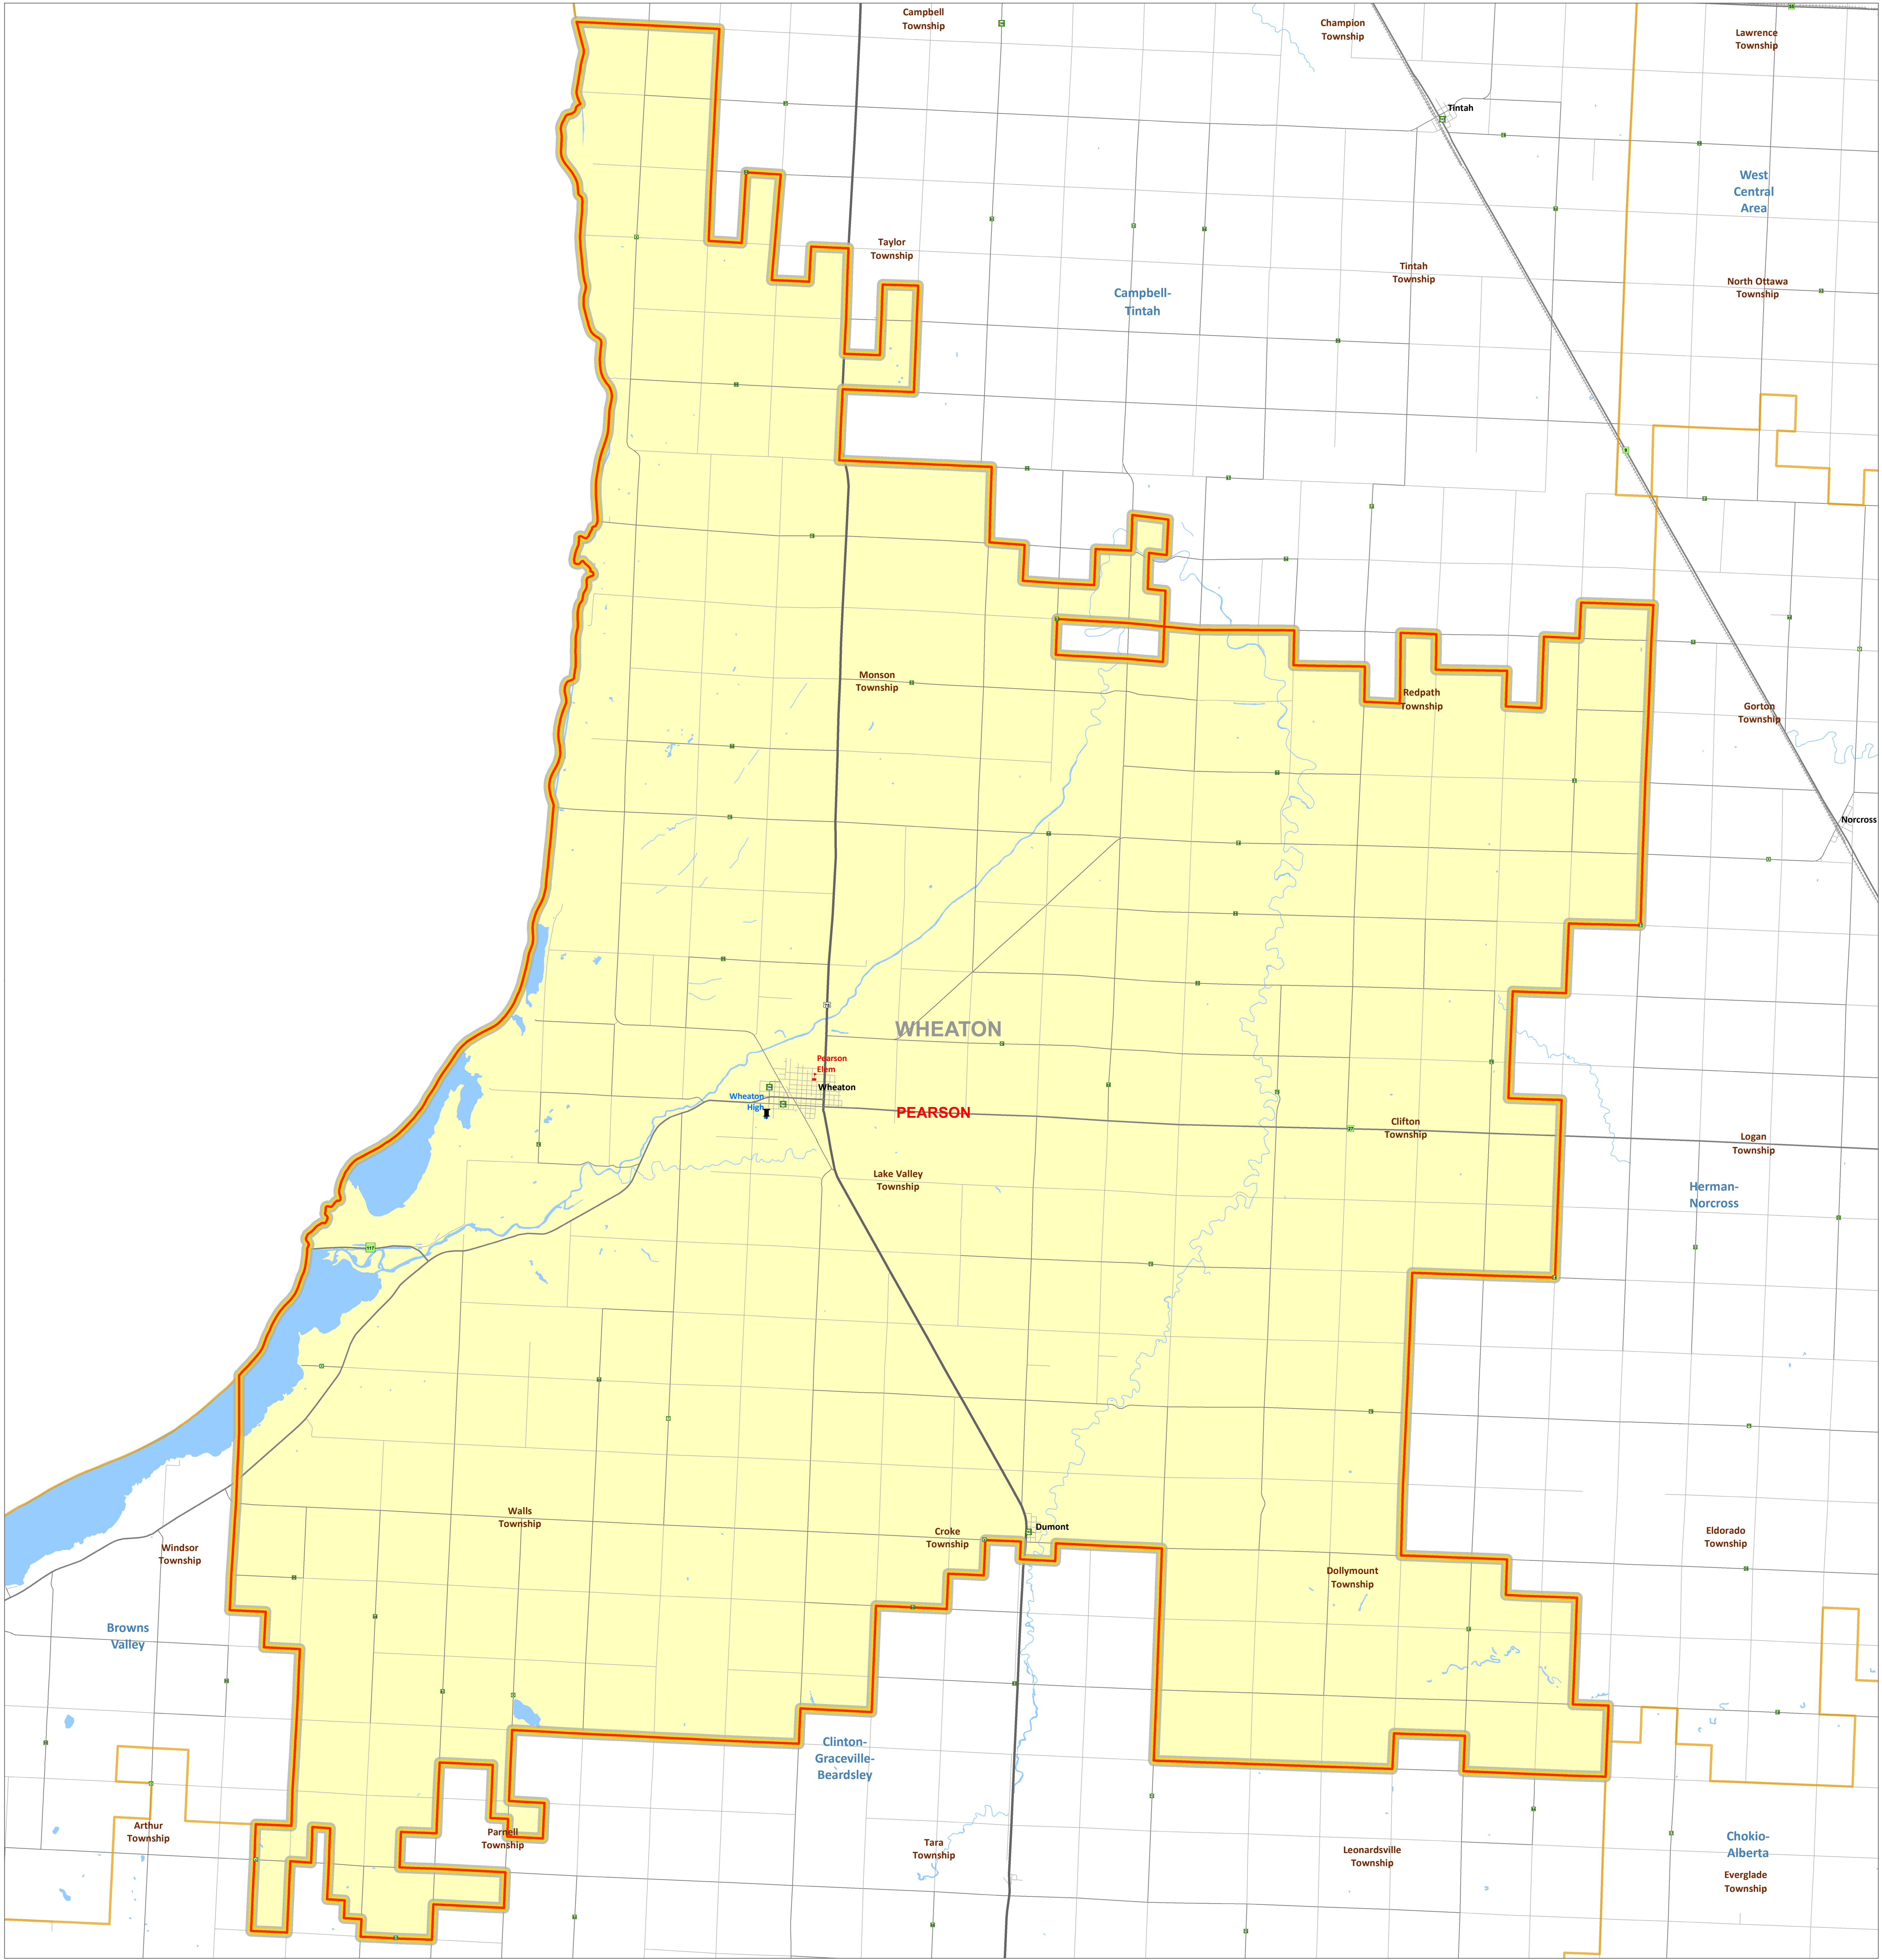 Campbell
Township
Champion
Township
Lawrence
Township
Tintah
West
Central
Area
Taylor
Township
Tintah
Township
North Ottawa
Township
Campbell-
Tintah
9
Monson
Township
Redpath
Township
Gorton
Township
Norcross
WHEATON
Pearson
Elem
Wheaton
Wheaton
High
PEARSON
27
Clifton
Township
Logan
Township
Lake Valley
Township
Herman-
Norcross
117
Walls
Township
Croke
Township
Dumont
Eldorado
Township
Windsor
Township
Dollymount
Township
Browns
Valley
Clinton-
Graceville-
Beardsley
Arthur
Township
Parnell
Township
Tara
Township
Leonardsville
Township
Chokio-
Alberta
Everglade
Township